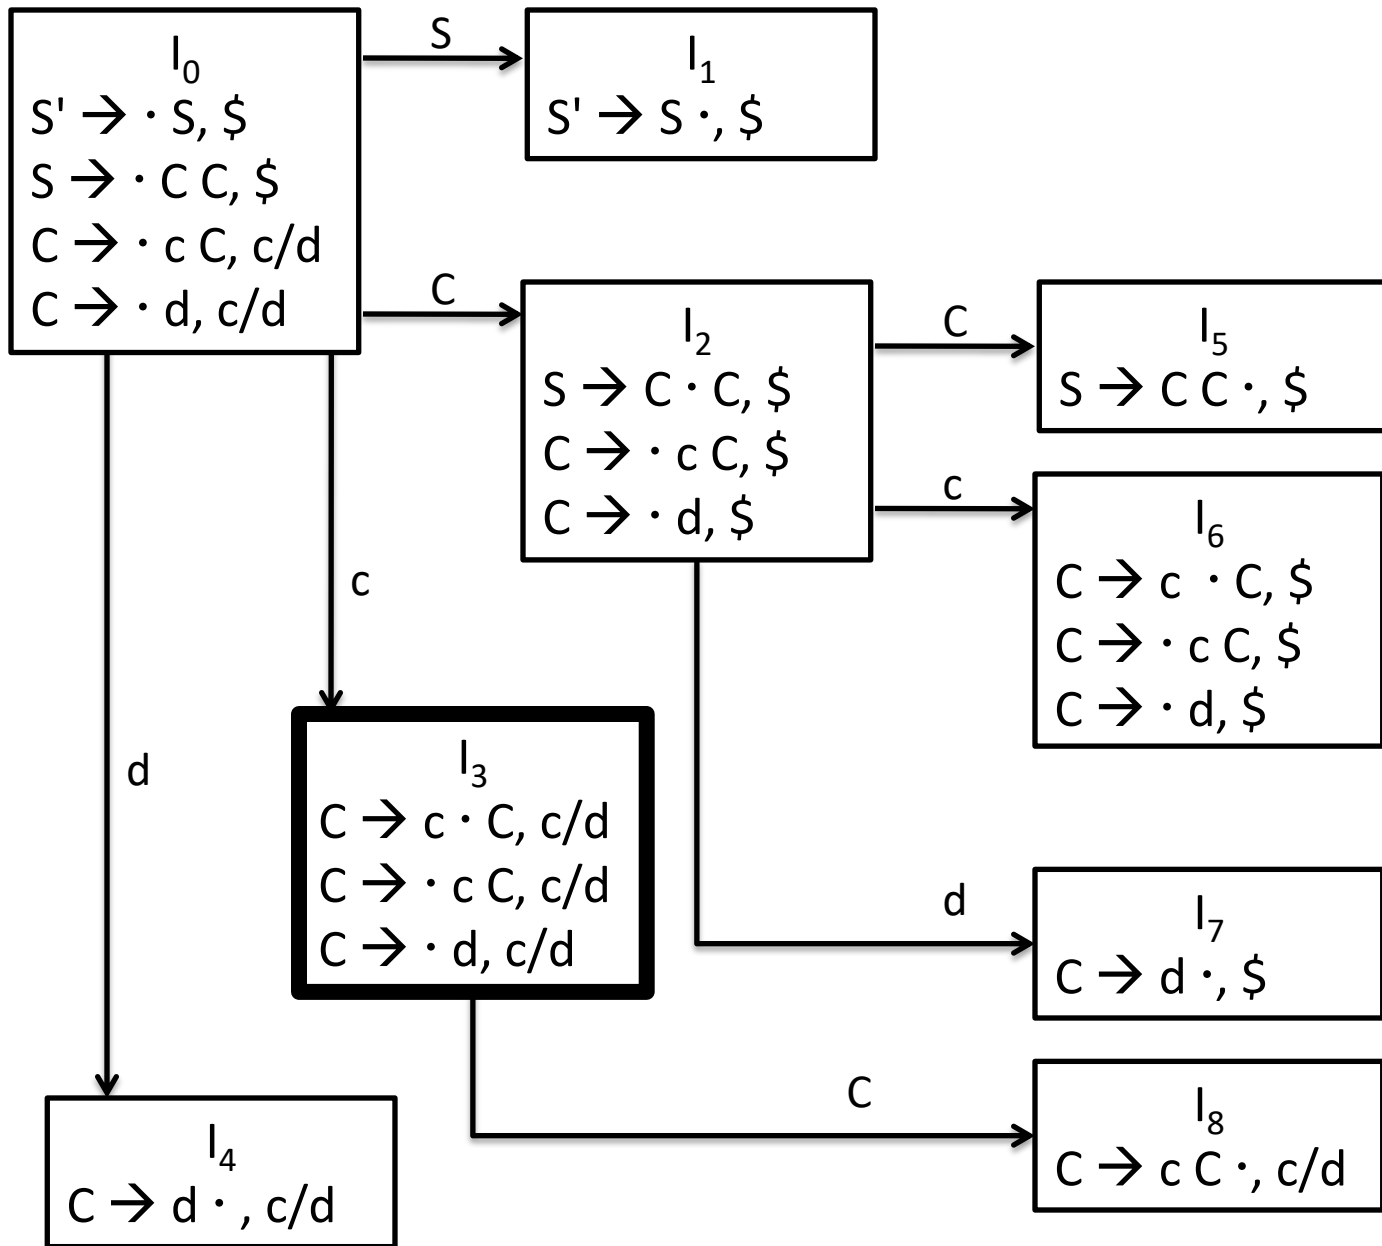 I₀
S' → · S, $
S → · C C, $
C → · c C, c/d
C → · d, c/d
S
I₁
S' → S ·, $
C
I₂
S → C · C, $
C → · c C, $
C → · d, $
C
I₅
S → C C ·, $
c
I₆
C → c · C, $
C → · c C, $
C → · d, $
c
d
I₃
C → c · C, c/d
C → · c C, c/d
C → · d, c/d
d
I₇
C → d ·, $
C
I₈
C → c C ·, c/d
I₄
C → d · , c/d